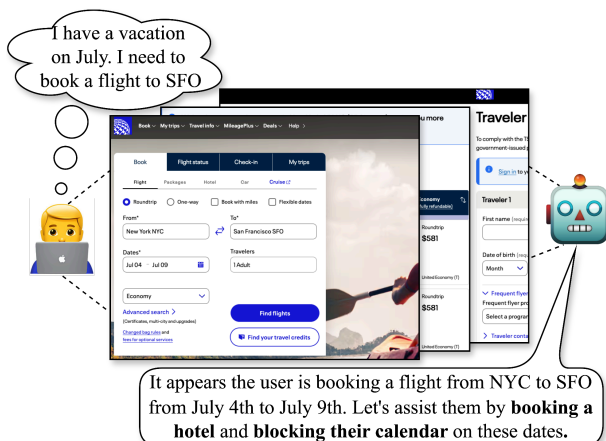 I have a vacation
on July. I need to
book a flight to SFO
Book My trips Travel info MileagePlus Deals Help
Book Flight status Check-in My trips
Flight Packages Hotel Car Cruise
Roundtrip One-way Book with miles Flexible dates
From* To*
New York NYC San Francisco SFO
Dates* Travelers
Jul 04 - Jul 09 1 Adult
Economy
Advanced search >
(Certificates, multi-city and upgrades)
Find flights
Changed bag rules and
fees for optional services
Find your travel credits
ou more
conomy
fully refundable)
Roundtrip
$581
United Economy (T)
Roundtrip
$581
United Economy (T)
Traveler
To comply with the TS
government-issued p
Sign in to y
Traveler 1
First name (requir
Date of birth (requir
Month
Frequent flyer
Frequent flyer pro
Select a program
Traveler conta
It appears the user is booking a flight from NYC to SFO
from July 4th to July 9th. Let's assist them by booking a
hotel and blocking their calendar on these dates.